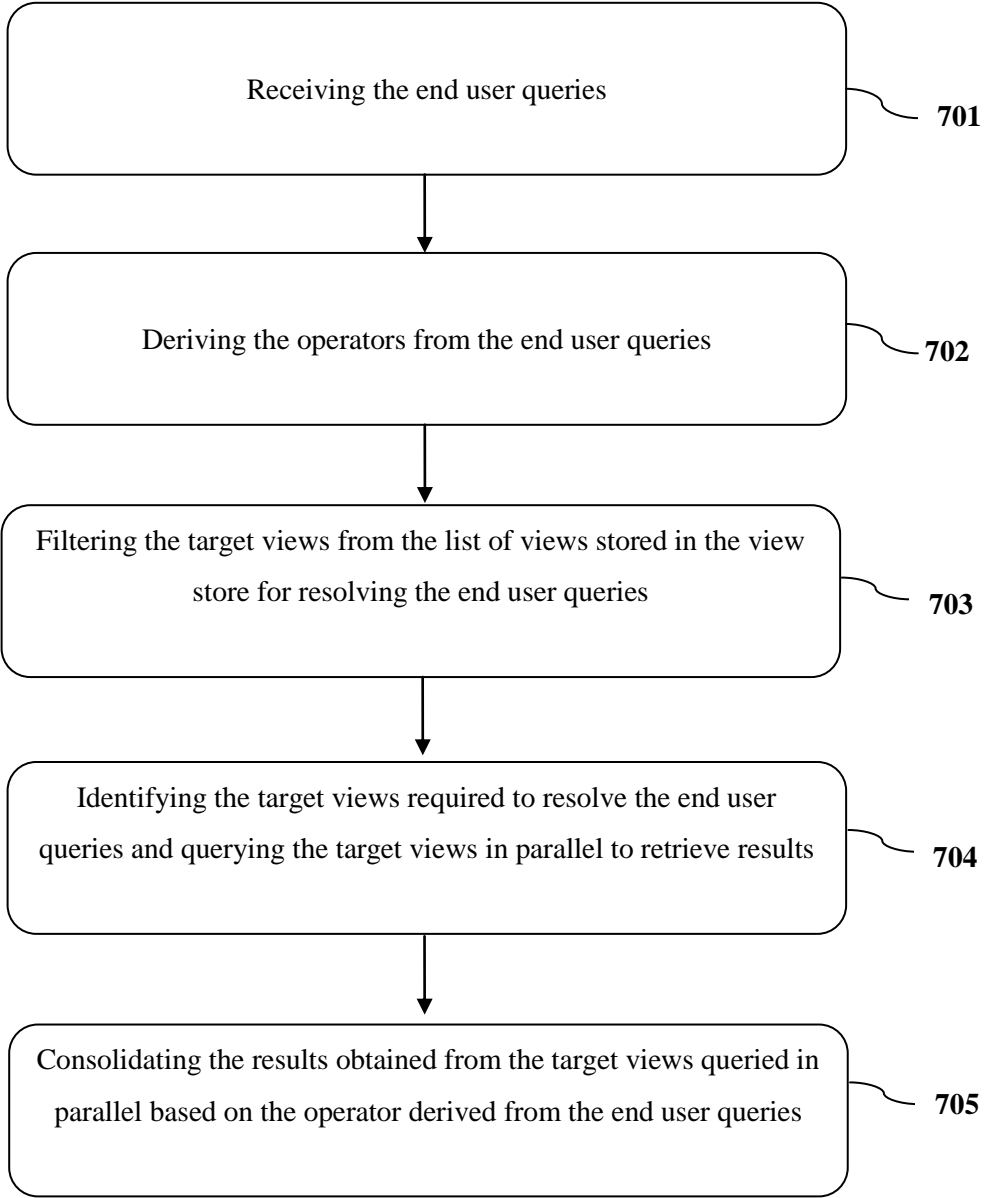 Receiving the end user queries
701
Deriving the operators from the end user queries
702
Filtering the target views from the list of views stored in the view
store for resolving the end user queries
703
Identifying the target views required to resolve the end user
queries and querying the target views in parallel to retrieve results
704
Consolidating the results obtained from the target views queried in
parallel based on the operator derived from the end user queries
705